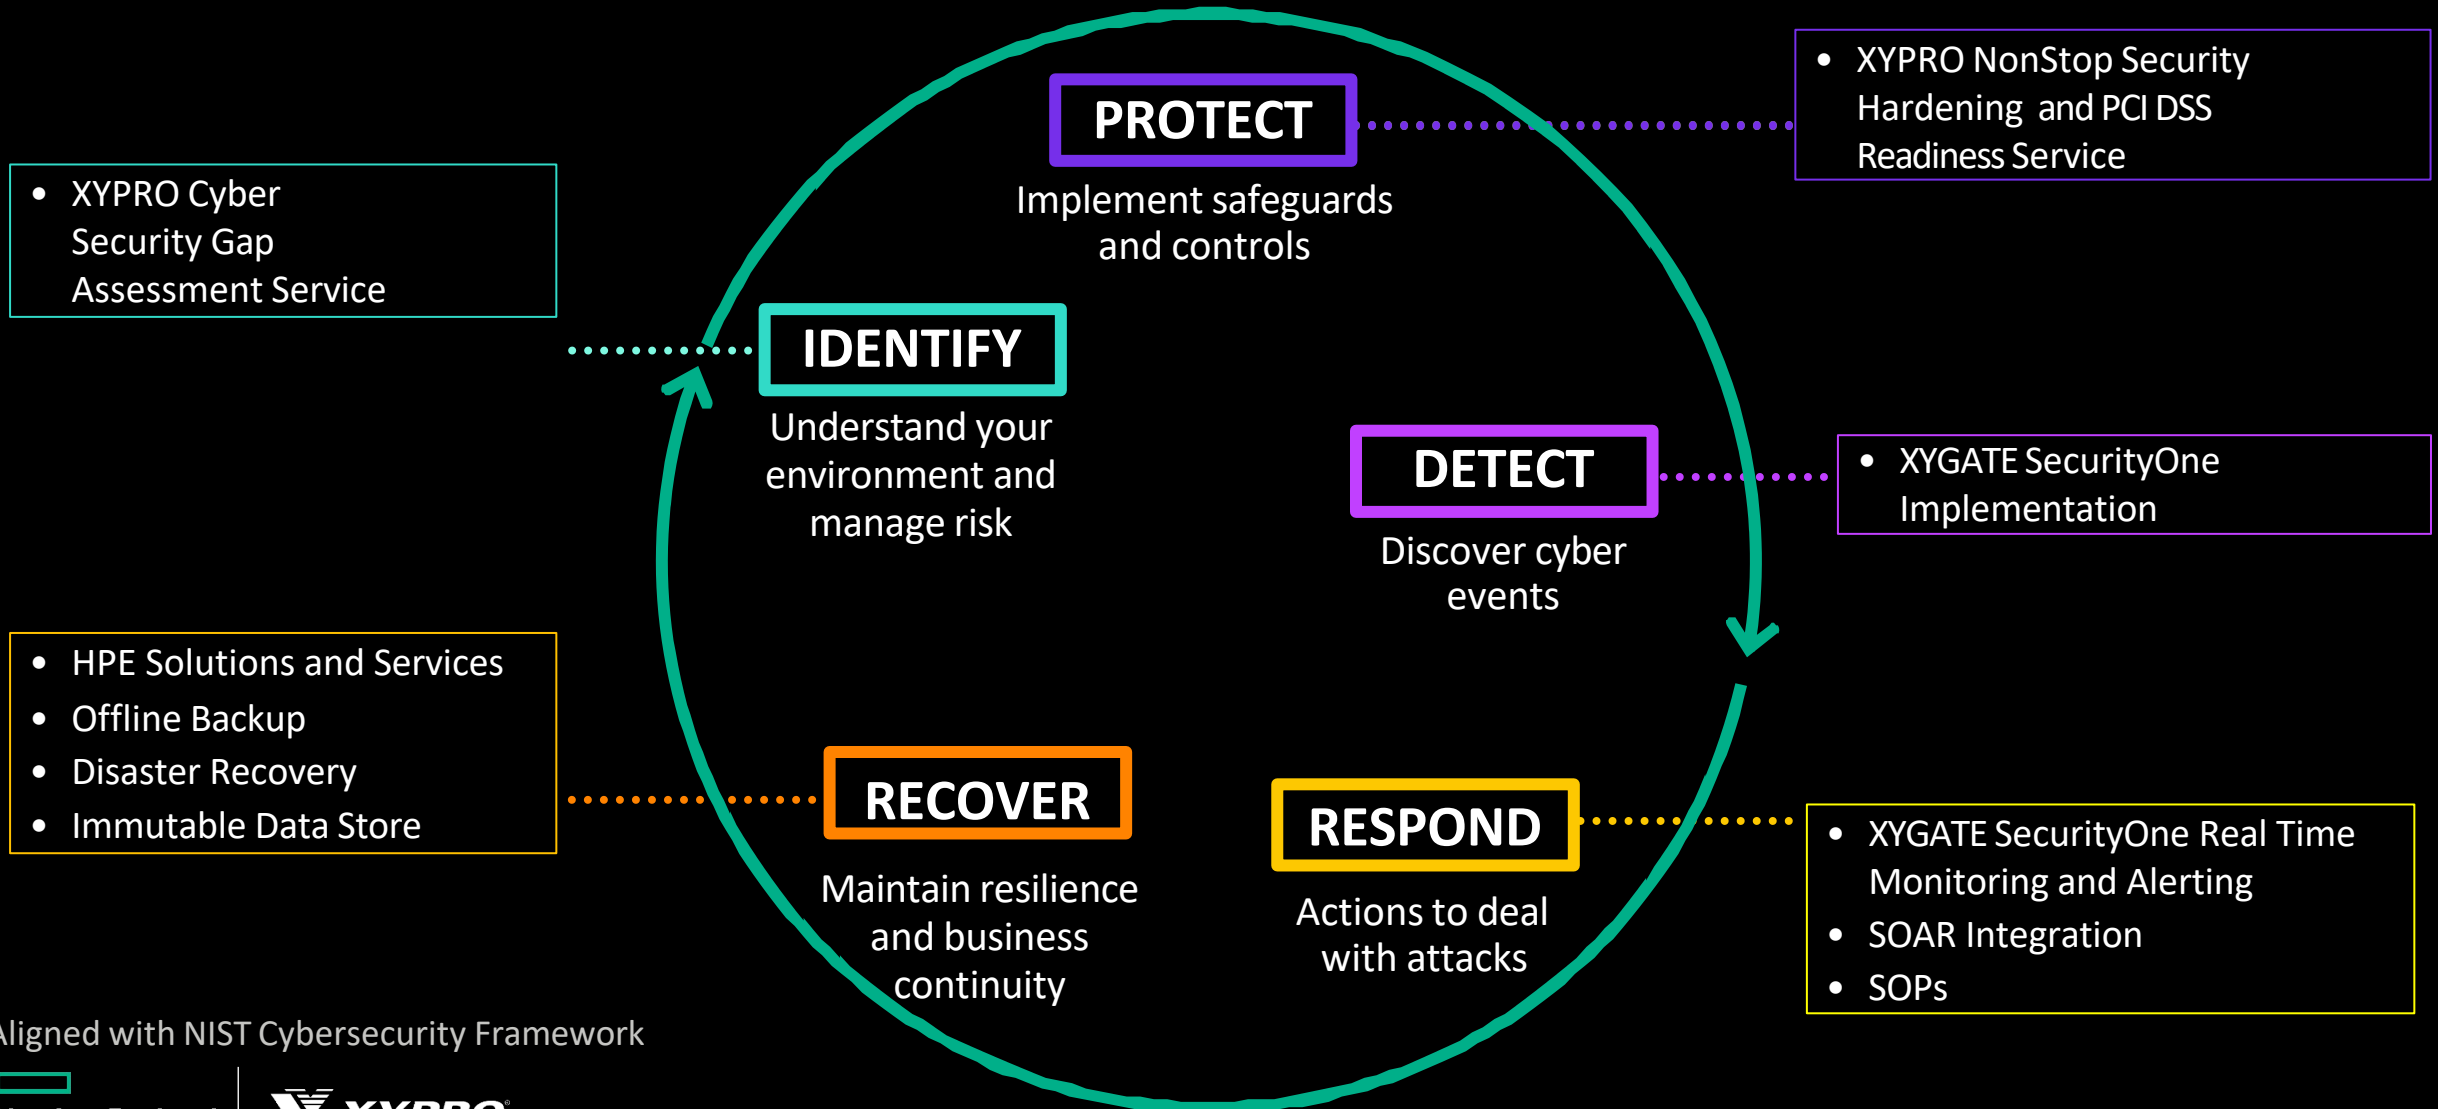 PROTECT
Implement safeguards
and controls
• XYPRO NonStop Security
Hardening and PCI DSS
Readiness Service
• XYPRO Cyber
Security Gap
Assessment Service
IDENTIFY
Understand your
environment and
manage risk
DETECT
Discover cyber
events
• XYGATE SecurityOne
Implementation
• HPE Solutions and Services
• Offline Backup
• Disaster Recovery
• Immutable Data Store
RECOVER
Maintain resilience
and business
continuity
RESPOND
Actions to deal
with attacks
• XYGATE SecurityOne Real Time
Monitoring and Alerting
• SOAR Integration
• SOPs
Aligned with NIST Cybersecurity Framework
XYPRO®